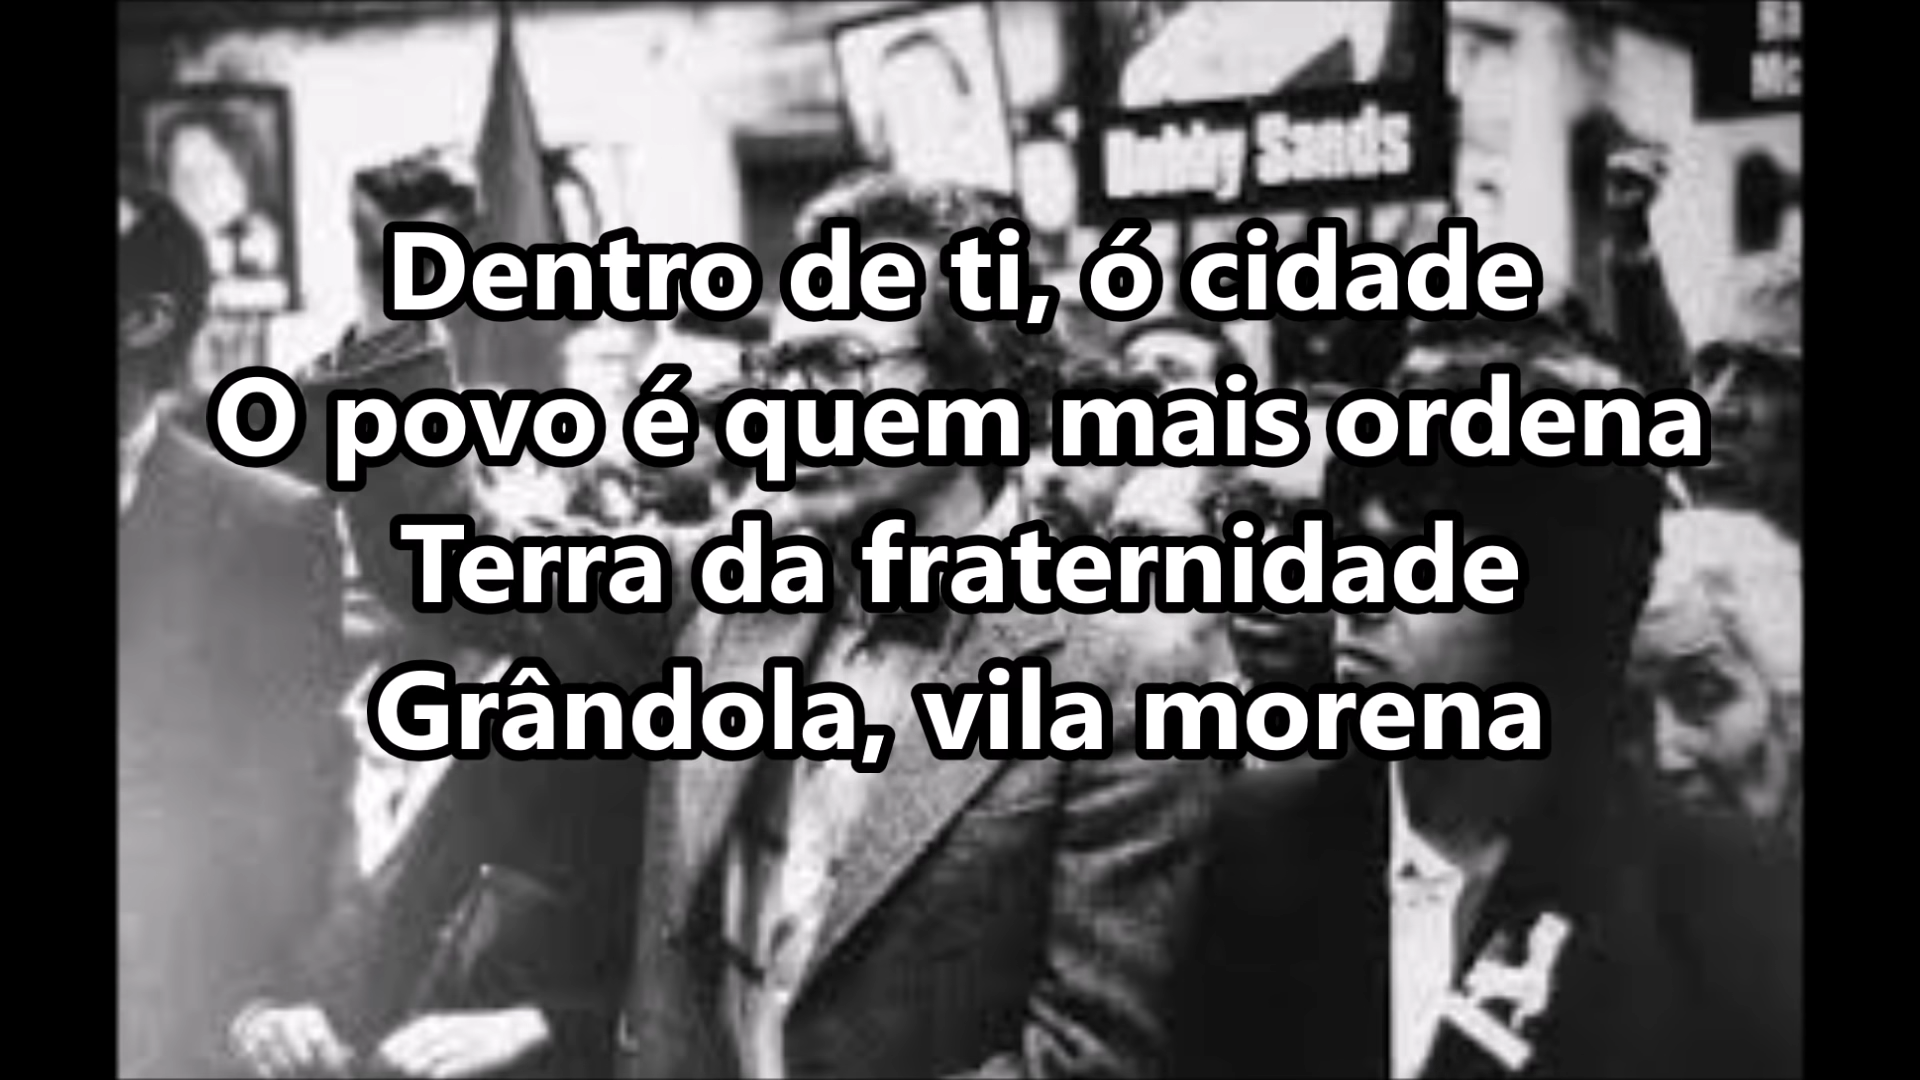 Bobby Sands
Dentro de ti, ó cidade
O povo é quem mais ordena
Terra da fraternidade
Grândola, vila morena